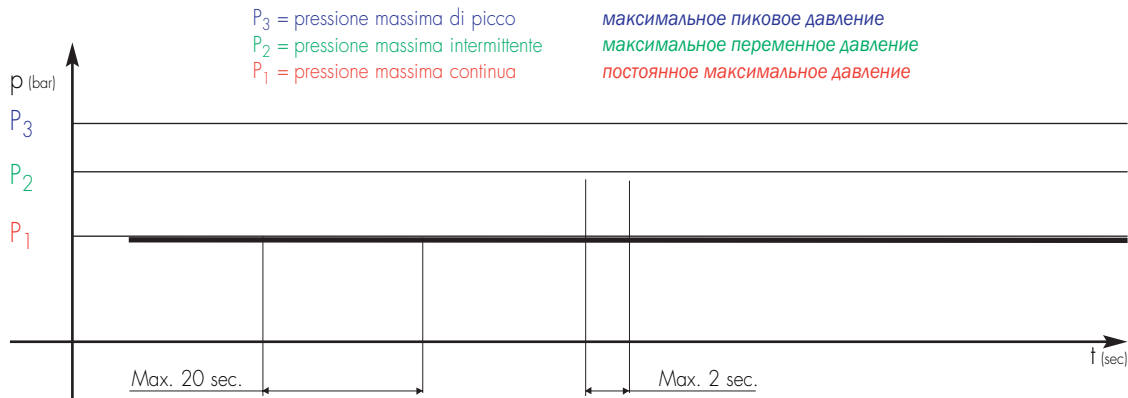 P3 = pressione massima di picco максимальное пиковое давление
P2 = pressione massima intermittente максимальное переменное давление
P1 = pressione massima continua постоянное максимальное давление
p (bar)
P3
P2
P1
t (sec)
Max. 20 sec. Max. 2 sec.